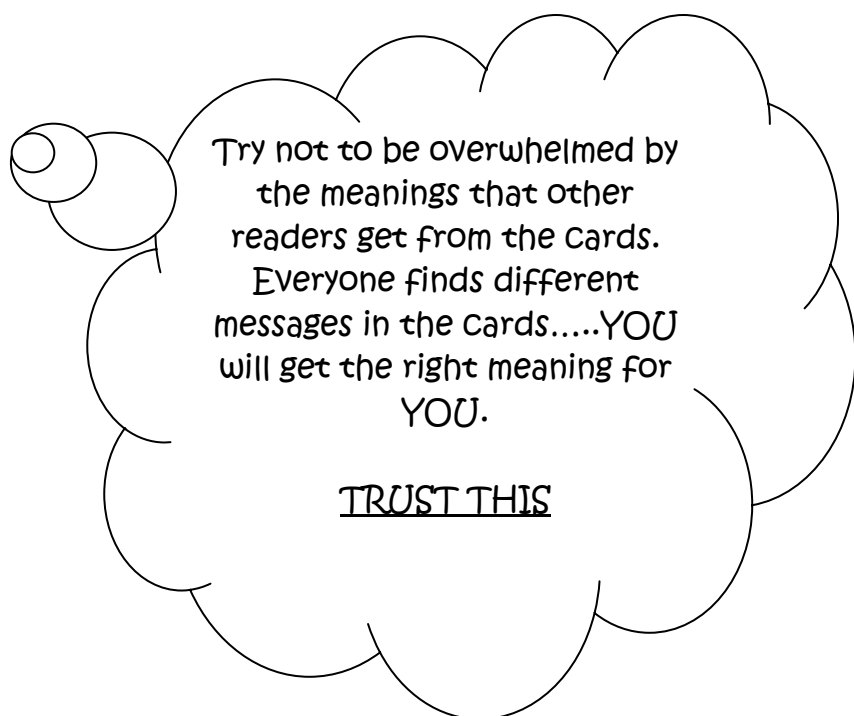 Try not to be overwhelmed by
the meanings that other
readers get from the cards.
Everyone finds different
messages in the cards.....YOU
will get the right meaning for
YOU.
TRUST THIS